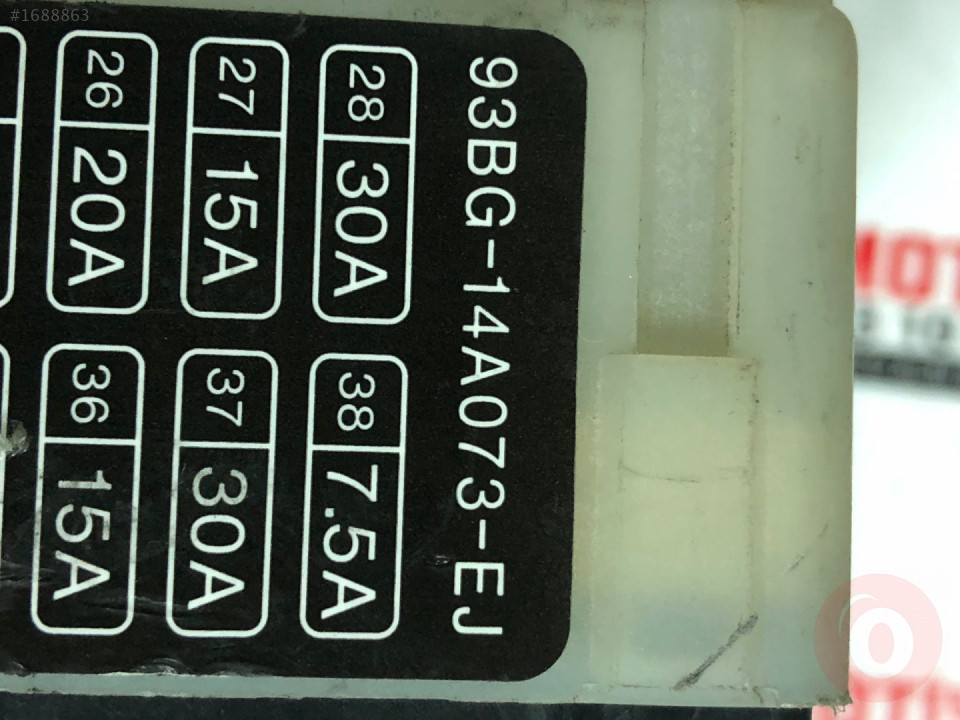 #1688863
93BG-14A073-EJ
28 30A
38 7.5A
27 15A
37 30A
26 20A
36 15A